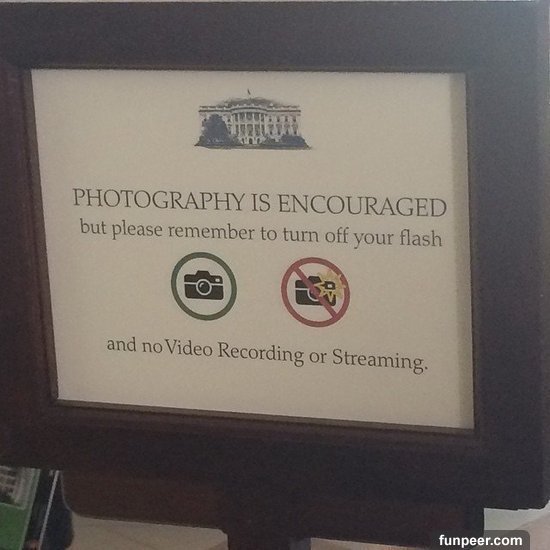 PHOTOGRAPHY IS ENCOURAGED
but please remember to turn off your flash
and no Video Recording or Streaming.
funpeer.com